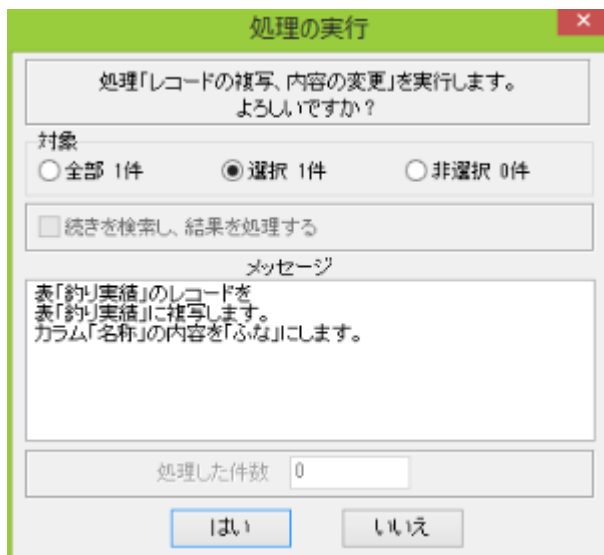 処理の実行
処理「レコードの複写、内容の変更」を実行します。
よろしいですか？
対象
全部 1件 選択 1件 非選択 0件
続きを検索し、結果を処理する
メッセージ
表「釣り実績」のレコードを
表「釣り実績」に複写します。
カラム「名称」の内容を「ふな」にします。
処理した件数 0
はい いいえ